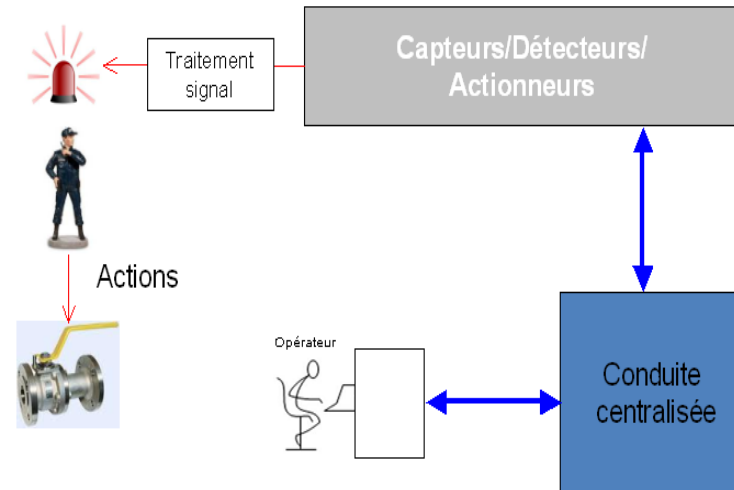 Traitement
signal
Capteurs/Détecteurs/
Actionneurs
Actions
Opérateur
Conduite
centralisée